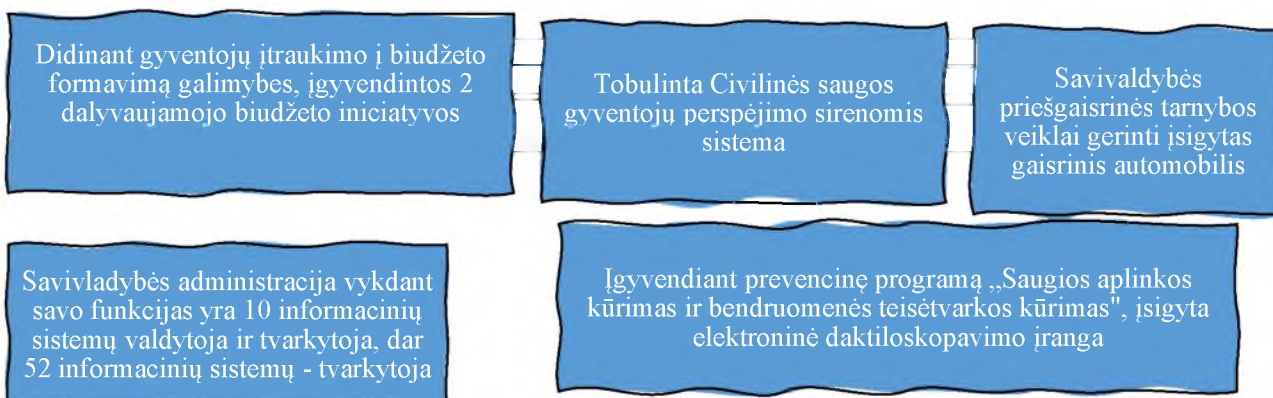 Didinant gyventojų įtraukimo į biudžeto
formavimą galimybes, įgyvendintos 2
dalyvaujamojo biudžeto iniciatyvos
Tobulinta Civilinės saugos
gyventojų perspėjimo sirenomis
sistema
Savivaldybės
priešgaisrinės tarnybos
veiklai gerinti įsigytas
gaisrinis automobilis
Savivladybės administracija vykdant
savo funkcijas yra 10 informacinių
sistemų valdytoja ir tvarkytoja, dar
52 informacinių sistemų - tvarkytoja
Įgyvendiant prevencinę programą „Saugios aplinkos
kūrimas ir bendruomenės teisėtvarkos kūrimas", įsigyta
elektroninė daktiloskopavimo įranga